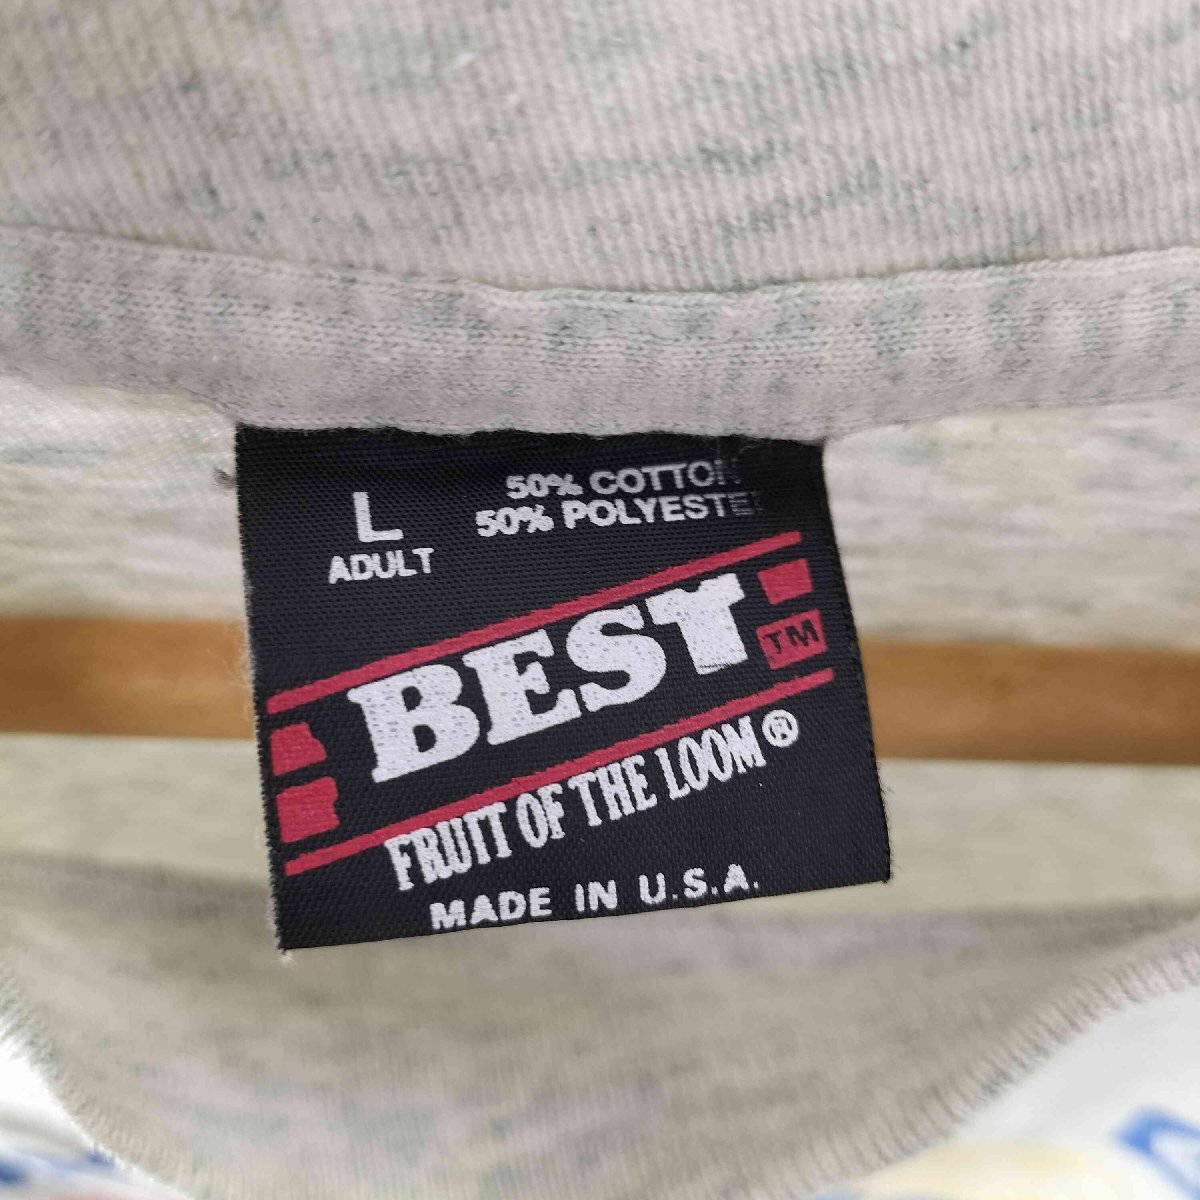 L
ADULT
50% COTTON
50% POLYESTER
BEST
TM
FRUIT OF THE LOOM®
MADE IN U.S.A.